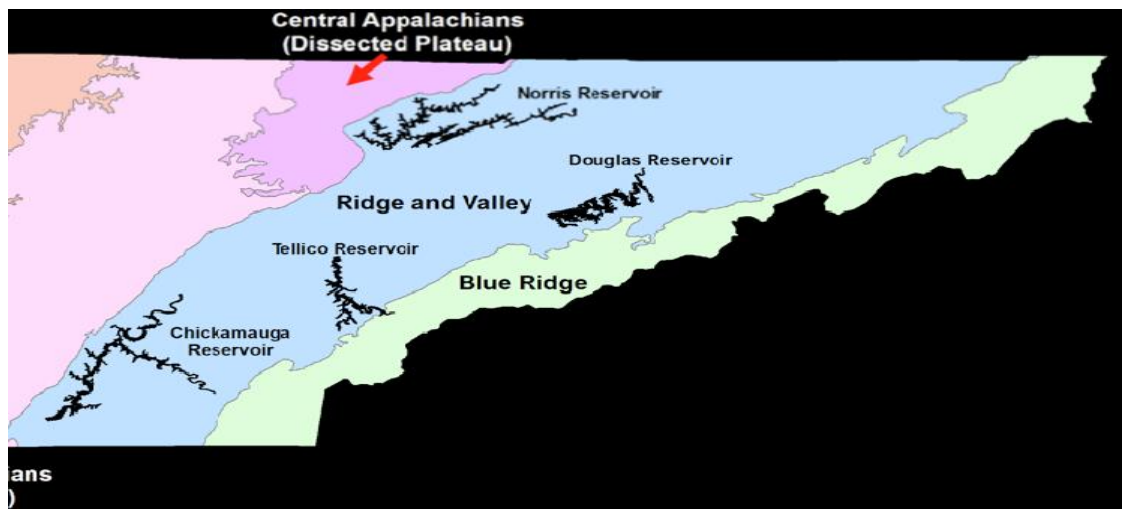 Central Appalachians
(Dissected Plateau)
Norris Reservoir
Douglas Reservoir
Ridge and Valley
Tellico Reservoir
Blue Ridge
Chickamauga
Reservoir
ians
)